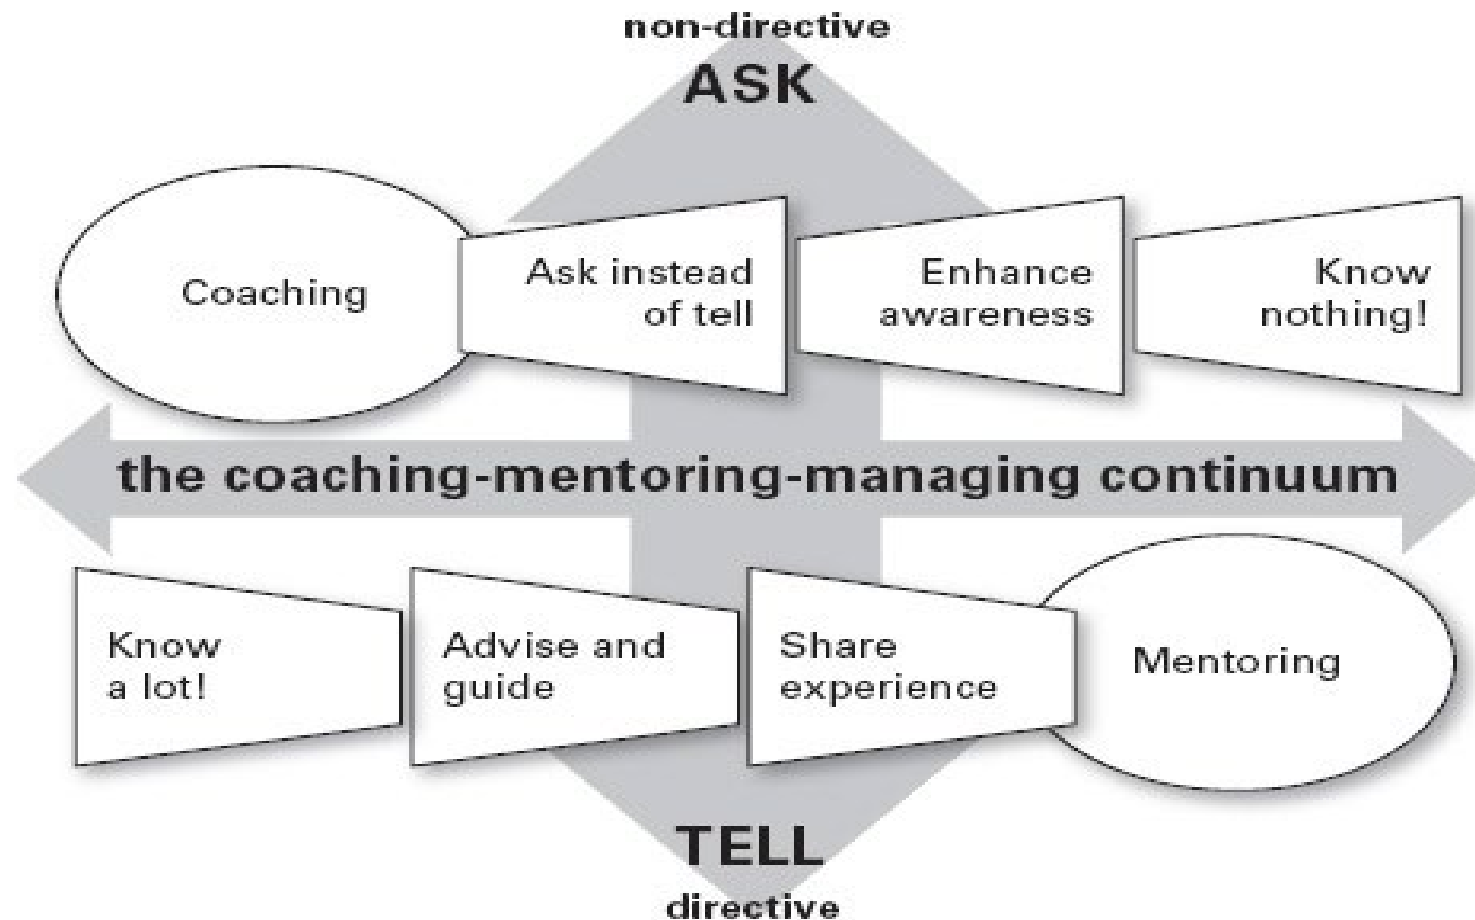 non-directive
ASK
Coaching
Ask instead
of tell
Enhance
awareness
Know
nothing!
the coaching-mentoring-managing continuum
Know
a lot!
Advise and
guide
Share
experience
Mentoring
TELL
directive